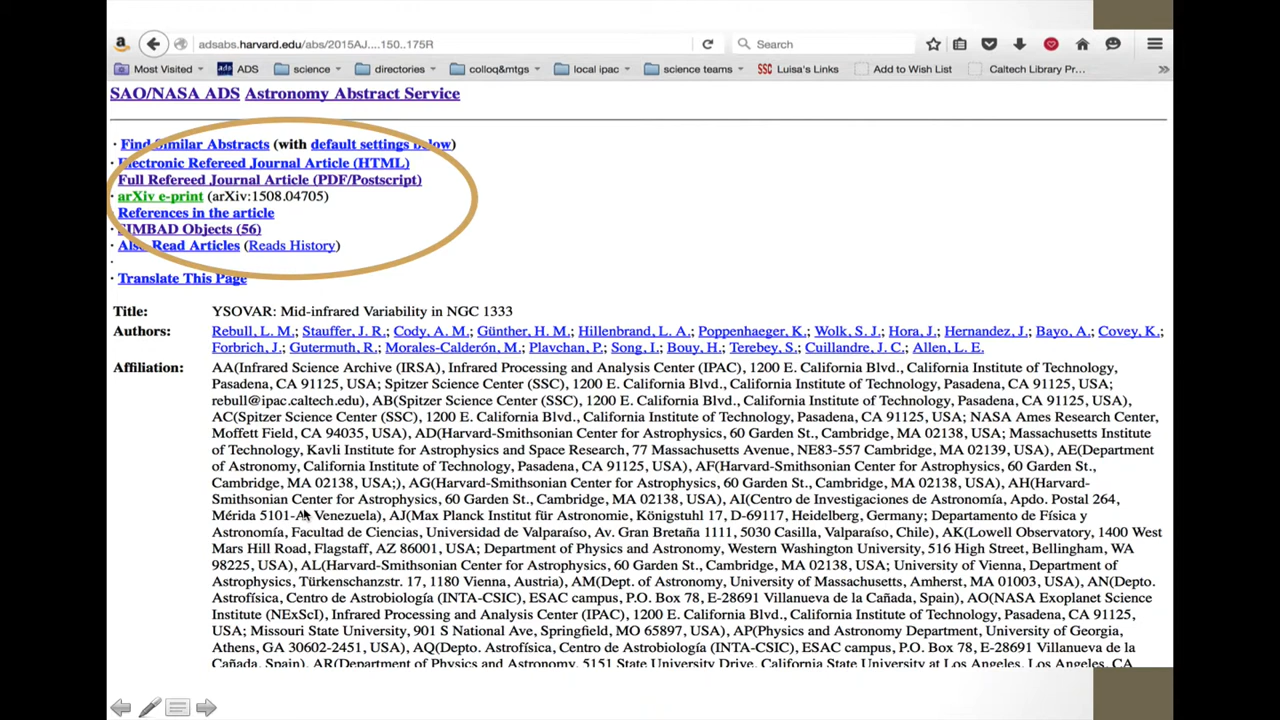 adsabs.harvard.edu/abs/2015AJ....150..175R
Search
Most Visited
ads ADS
science
directories
colloq&mtgs
local ipac
science teams
SSC Luisa's Links
Add to Wish List
Caltech Library Pr...
SAO/NASA ADS Astronomy Abstract Service
· Find Similar Abstracts (with default settings below)
· Electronic Refereed Journal Article (HTML)
Full Refereed Journal Article (PDF/Postscript)
· arXiv e-print (arXiv:1508.04705)
References in the article
· SIMBAD Objects (56)
· Also Read Articles (Reads History)
·
· Translate This Page
Title: YSOVAR: Mid-infrared Variability in NGC 1333
Authors: Rebull, L. M.; Stauffer, J. R.; Cody, A. M.; Günther, H. M.; Hillenbrand, L. A.; Poppenhaeger, K.; Wolk, S. J.; Hora, J.; Hernandez, J.; Bayo, A.; Covey, K.;
Forbrich, J.; Gutermuth, R.; Morales-Calderón, M.; Plavchan, P.; Song, I.; Bouy, H.; Terebey, S.; Cuillandre, J. C.; Allen, L. E.
Affiliation: AA(Infrared Science Archive (IRSA), Infrared Processing and Analysis Center (IPAC), 1200 E. California Blvd., California Institute of Technology,
Pasadena, CA 91125, USA; Spitzer Science Center (SSC), 1200 E. California Blvd., California Institute of Technology, Pasadena, CA 91125, USA;
rebull@ipac.caltech.edu), AB(Spitzer Science Center (SSC), 1200 E. California Blvd., California Institute of Technology, Pasadena, CA 91125, USA),
AC(Spitzer Science Center (SSC), 1200 E. California Blvd., California Institute of Technology, Pasadena, CA 91125, USA; NASA Ames Research Center,
Moffett Field, CA 94035, USA), AD(Harvard-Smithsonian Center for Astrophysics, 60 Garden St., Cambridge, MA 02138, USA; Massachusetts Institute
of Technology, Kavli Institute for Astrophysics and Space Research, 77 Massachusetts Avenue, NE83-557 Cambridge, MA 02139, USA), AE(Department
of Astronomy, California Institute of Technology, Pasadena, CA 91125, USA), AF(Harvard-Smithsonian Center for Astrophysics, 60 Garden St.,
Cambridge, MA 02138, USA;), AG(Harvard-Smithsonian Center for Astrophysics, 60 Garden St., Cambridge, MA 02138, USA), AH(Harvard-
Smithsonian Center for Astrophysics, 60 Garden St., Cambridge, MA 02138, USA), AI(Centro de Investigaciones de Astronomía, Apdo. Postal 264,
Mérida 5101-A, Venezuela), AJ(Max Planck Institut für Astronomie, Königstuhl 17, D-69117, Heidelberg, Germany; Departamento de Física y
Astronomía, Facultad de Ciencias, Universidad de Valparaíso, Av. Gran Bretaña 1111, 5030 Casilla, Valparaíso, Chile), AK(Lowell Observatory, 1400 West
Mars Hill Road, Flagstaff, AZ 86001, USA; Department of Physics and Astronomy, Western Washington University, 516 High Street, Bellingham, WA
98225, USA), AL(Harvard-Smithsonian Center for Astrophysics, 60 Garden St., Cambridge, MA 02138, USA; University of Vienna, Department of
Astrophysics, Türkenschanzstr. 17, 1180 Vienna, Austria), AM(Dept. of Astronomy, University of Massachusetts, Amherst, MA 01003, USA), AN(Depto.
Astrofísica, Centro de Astrobiología (INTA-CSIC), ESAC campus, P.O. Box 78, E-28691 Villanueva de la Cañada, Spain), AO(NASA Exoplanet Science
Institute (NExScI), Infrared Processing and Analysis Center (IPAC), 1200 E. California Blvd., California Institute of Technology, Pasadena, CA 91125,
USA; Missouri State University, 901 S National Ave, Springfield, MO 65897, USA), AP(Physics and Astronomy Department, University of Georgia,
Athens, GA 30602-2451, USA), AQ(Depto. Astrofísica, Centro de Astrobiología (INTA-CSIC), ESAC campus, P.O. Box 78, E-28691 Villanueva de la
Cañada, Spain), AR(Department of Physics and Astronomy, 5151 State University Drive, California State University at Los Angeles, Los Angeles, CA